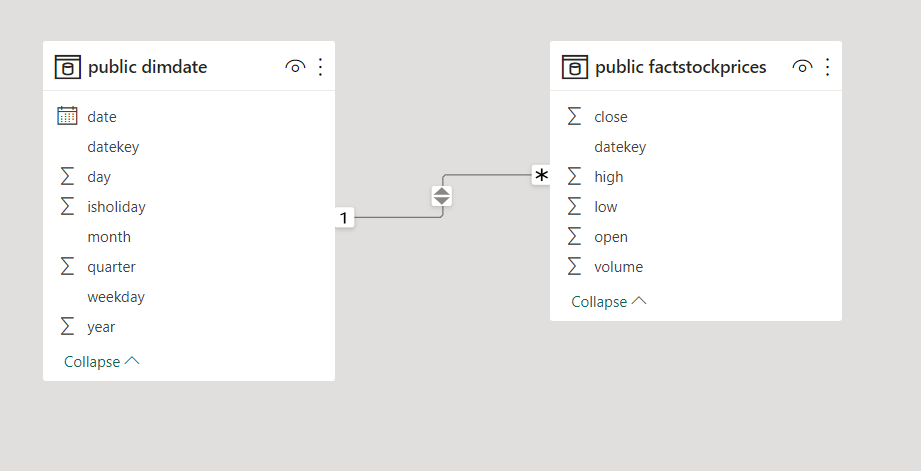 public dimdate
date
datekey
day
isholiday
month
quarter
weekday
year
Collapse
1
*
public factstockprices
close
datekey
high
low
open
volume
Collapse